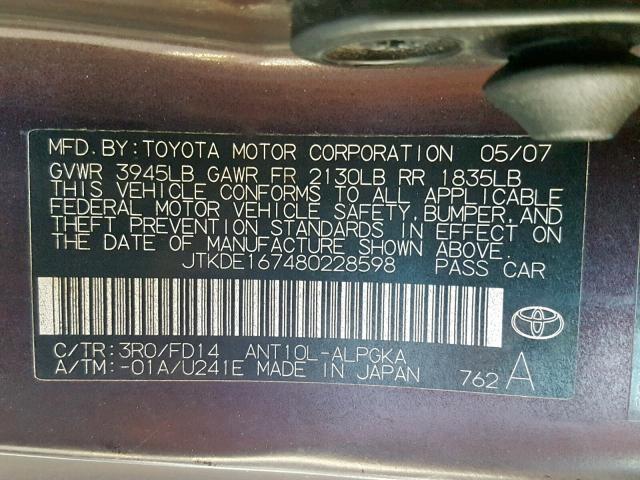 MFD.BY:TOYOTA MOTOR CORPORATION 05/07
GVWR 3945LB GAWR FR 2130LB RR 1835LB
THIS VEHICLE CONFORMS TO ALL APPLICABLE
FEDERAL MOTOR VEHICLE SAFETY,BUMPER,AND
THEFT PREVENTION STANDARDS IN EFFECT ON
THE DATE OF MANUFACTURE SHOWN ABOVE.
JTKDE167480228598 PASS CAR
C/TR:3R0/FD14 ANT10L-ALPGKA
A/TM:-01A/U241E MADE IN JAPAN 762 A